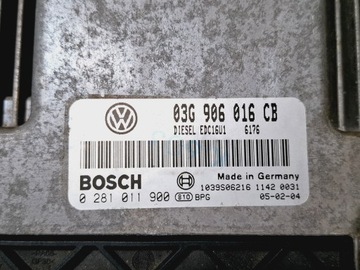 03G 906 016 CB
DIESEL EDC16U1 6176
BOSCH
Made in Germany
1039S06216 1142 0031
0 281 011 900 810 BPG 05-02-04